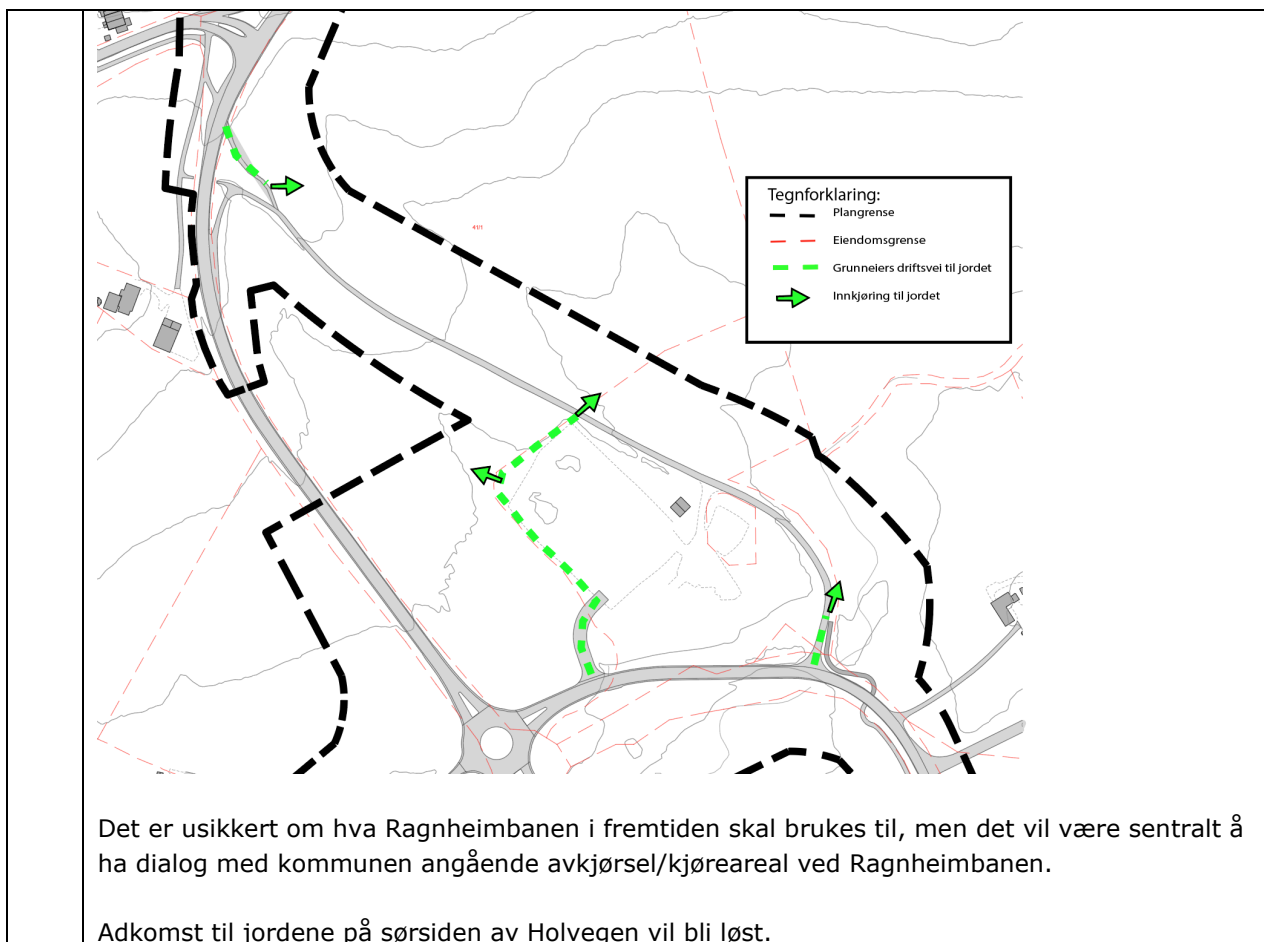 41/1
Tegnforklaring:
Plangrense
Eiendomsgrense
Grunneiers driftsvei til jordet
Innkjøring til jordet
Det er usikkert om hva Ragnheimbanen i fremtiden skal brukes til, men det vil være sentralt å
ha dialog med kommunen angående avkjørsel/kjøreareal ved Ragnheimbanen.
Adkomst til jordene på sørsiden av Holvegen vil bli løst.